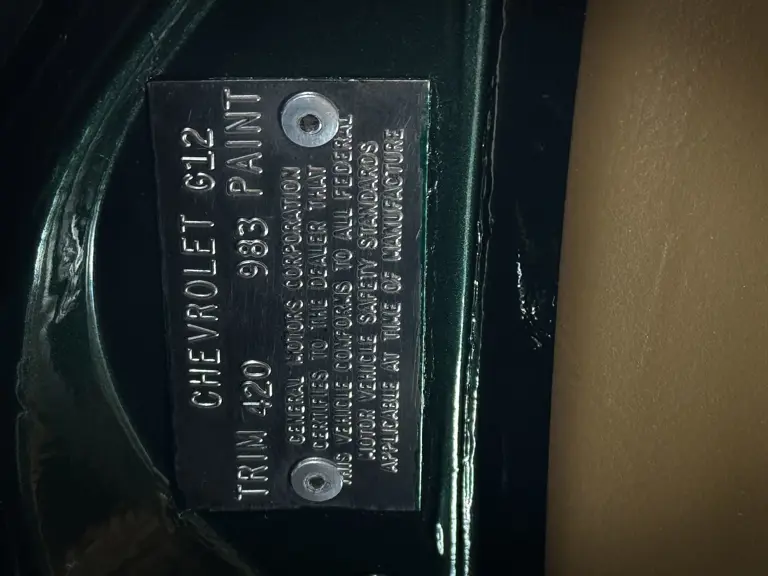 CHEVROLET G12
TRIM 420 983 PAINT
GENERAL MOTORS CORPORATION
CERTIFIES TO THE DEALER THAT
THIS VEHICLE CONFORMS TO ALL FEDERAL
MOTOR VEHICLE SAFETY STANDARDS
APPLICABLE AT TIME OF MANUFACTURE